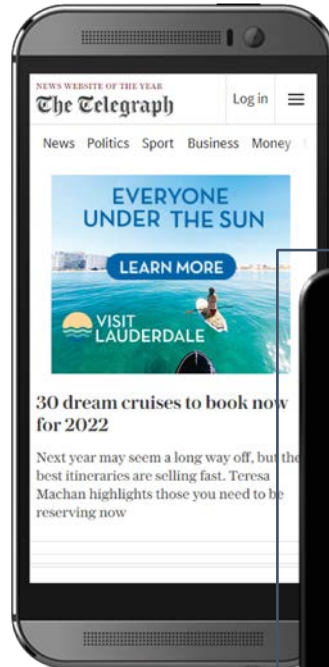 NEWS WEBSITE OF THE YEAR
The Telegraph
Log in
News Politics Sport Business Money
EVERYONE
UNDER THE SUN
LEARN MORE
VISIT
LAUDERDALE
30 dream cruises to book now
for 2022
Next year may seem a long way off, but the
best itineraries are selling fast. Teresa
Machan highlights those you need to be
reserving now